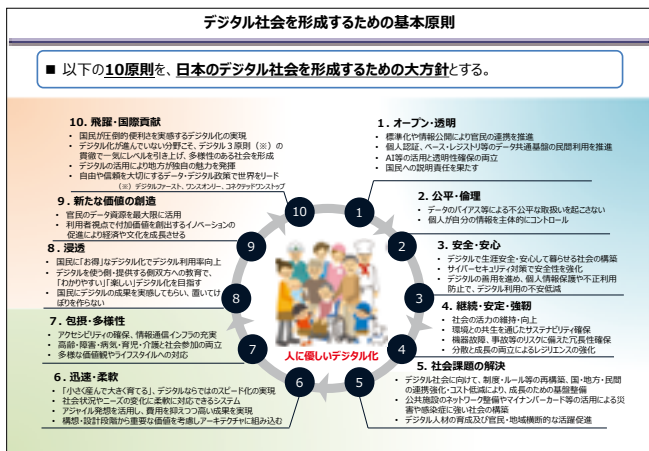 デジタル社会を形成するための基本原則
■ 以下の10原則を、日本のデジタル社会を形成するための大方針とする。
1. オープン・透明
• 標準化や情報公開により官民の連携を推進
• 個人認証、ベース・レジストリ等のデータ共通基盤の民間利用を推進
• AI等の活用と透明性確保の両立
• 国民への説明責任を果たす
2. 公平・倫理
• データのバイアス等による不公平な取扱いを起こさない
• 個人が自分の情報を主体的にコントロール
3. 安全・安心
• デジタルで生涯安全・安心して暮らせる社会の構築
• サイバーセキュリティ対策で安全性を強化
• デジタルの善用を進め、個人情報保護や不正利用
防止で、デジタル利用の不安低減
4. 継続・安定・強靭
• 社会の活力の維持・向上
• 環境との共生を通じたサステナビリティ確保
• 機器故障、事故等のリスクに備えた冗長性確保
• 分散と成長の両立によるレジリエンスの強化
5. 社会課題の解決
• デジタル社会に向けて、制度・ルール等の再構築、国・地方・民間
の連携強化・コスト低減により、成長のための基盤整備
• 公共施設のネットワーク整備やマイナンバーカード等の活用による災
害や感染症に強い社会の構築
• デジタル人材の育成及び官民・地域横断的な活躍促進
6. 迅速・柔軟
• 「小さく産んで大きく育てる」、デジタルならではのスピード化の実現
• 社会状況やニーズの変化に柔軟に対応できるシステム
• アジャイル発想を活用し、費用を抑えつつ高い成果を実現
• 構想・設計段階から重要な価値を考慮しアーキテクチャに組み込む
7. 包摂・多様性
• アクセシビリティの確保、情報通信インフラの充実
• 高齢・障害・病気・育児・介護と社会参加の両立
• 多様な価値観やライフスタイルへの対応
8. 浸透
• 国民に「お得」なデジタル化でデジタル利用率向上
• デジタルを使う側・提供する側双方への教育で、
「わかりやすい」「楽しい」デジタル化を目指す
• 国民にデジタルの成果を実感してもらい、置いてけ
ぼりを作らない
9. 新たな価値の創造
• 官民のデータ資源を最大限に活用
• 利用者視点で付加価値を創出するイノベーションの
促進により経済や文化を成長させる
10. 飛躍・国際貢献
• 国民が圧倒的便利さを実感するデジタル化の実現
• デジタル化が進んでいない分野こそ、デジタル3原則(※)の
貫徹で一気にレベルを引き上げ、多様性のある社会を形成
• デジタルの活用により地方が独自の魅力を発揮
• 自由や信頼を大切にするデータ・デジタル政策で世界をリード
(※) デジタルファースト、ワンスオンリー、コネクテッドワンストップ
1
2
3
4
5
6
7
8
9
10
人に優しいデジタル化